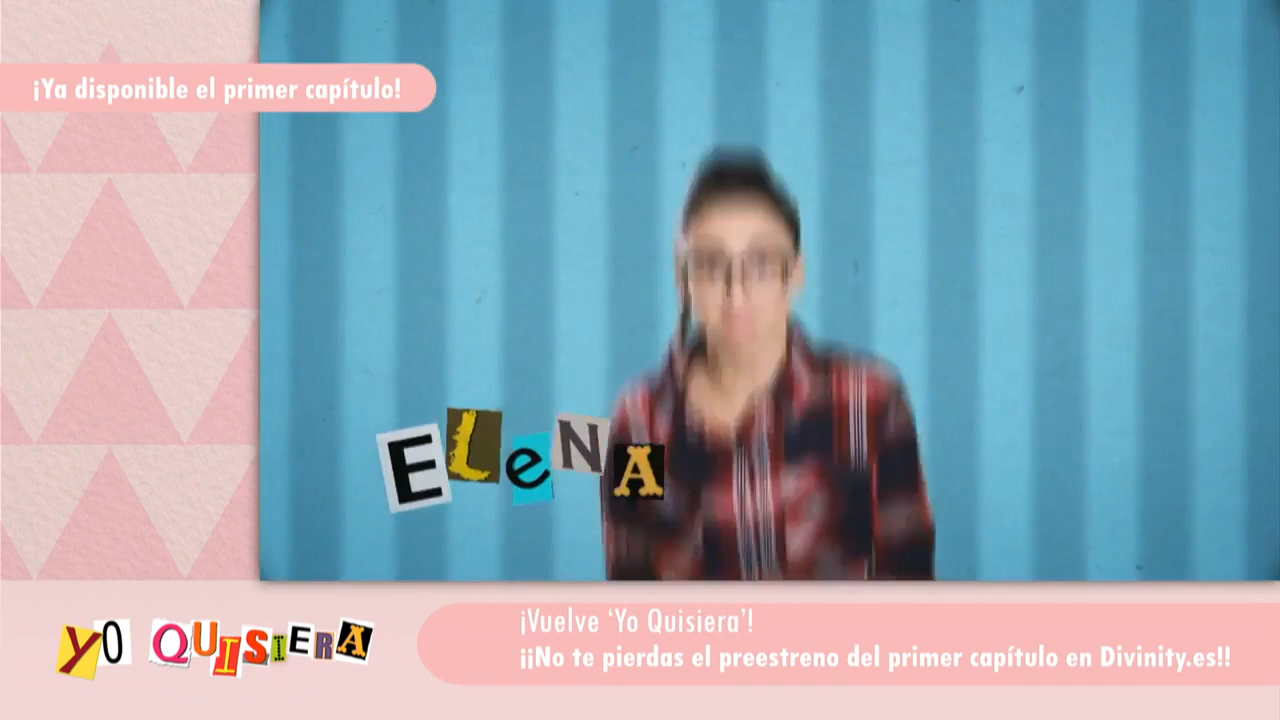 ¡Ya disponible el primer capítulo!
ELeNA
YO QUISIERA
¡Vuelve ‘Yo Quisiera’!
¡¡No te pierdas el preestreno del primer capítulo en Divinity.es!!